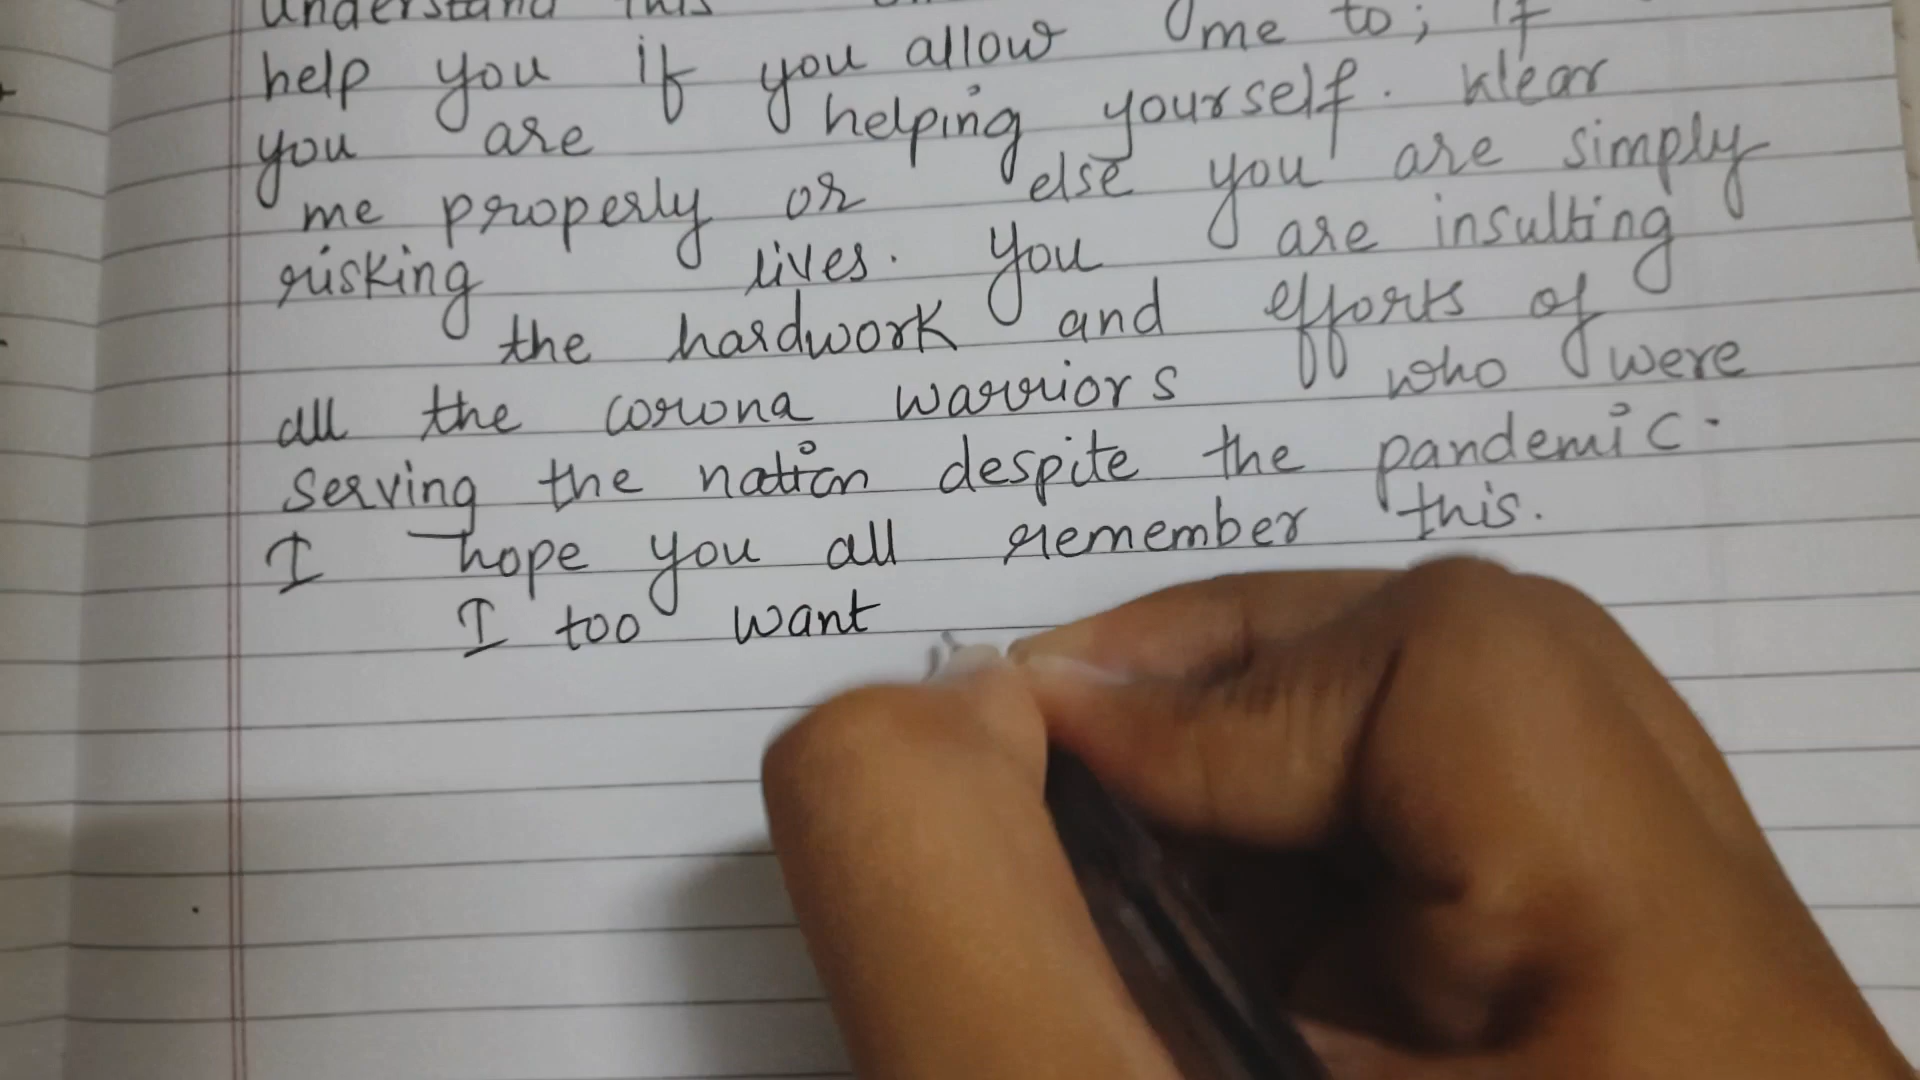 understand this
help you if you allow me to; if
you are helping yourself. Wear
me properly or else you are simply
risking lives. You are insulting
the hardwork and efforts of
all the corona warriors who were
serving the nation despite the pandemic.
I hope you all remember this.
I too want